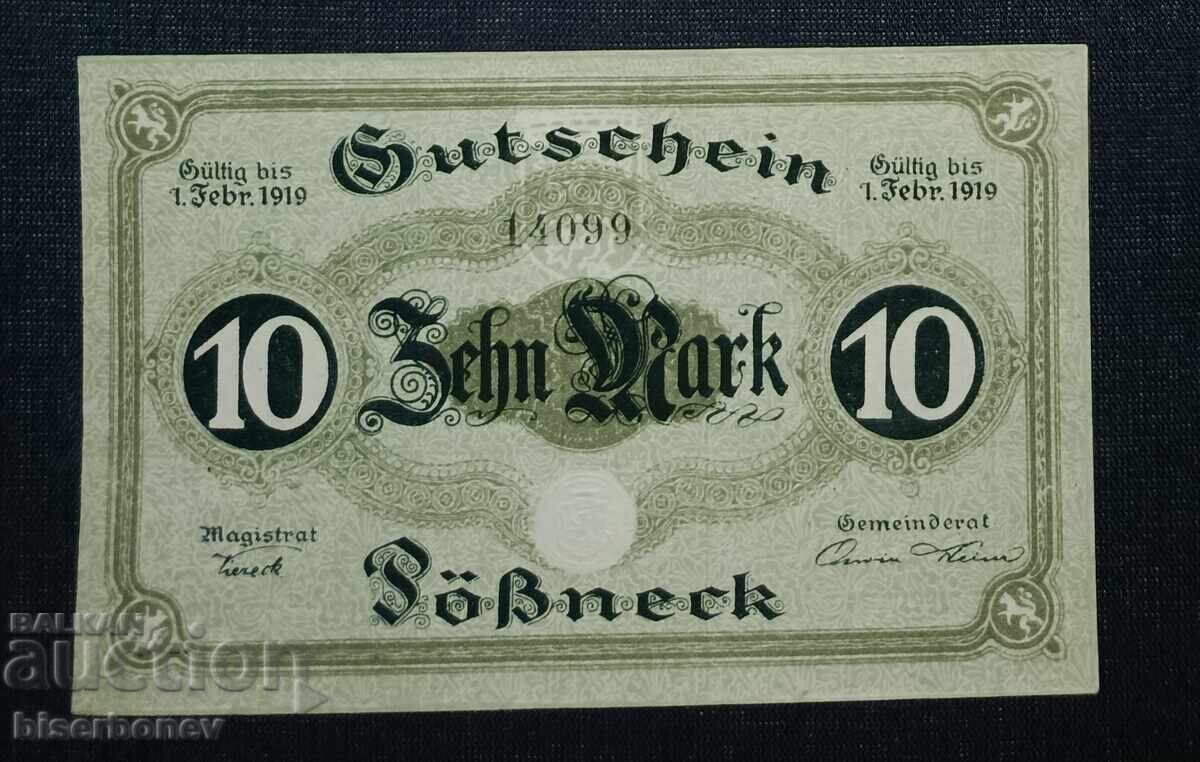 Gutschein
Gültig bis
1. Febr. 1919
Gültig bis
1. Febr. 1919
14099
10
Zehn Mark
10
Magistrat
Gemeinderat
Pößneck
BALKAN
auction
biserbonev